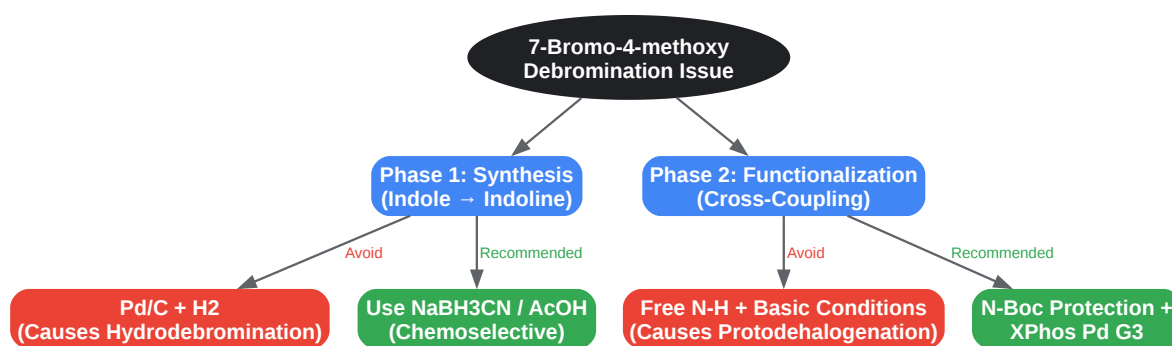 7-Bromo-4-methoxy
Debromination Issue
Phase 1: Synthesis
(Indole → Indoline)
Phase 2: Functionalization
(Cross-Coupling)
Avoid
Recommended
Avoid
Recommended
Pd/C + H2
(Causes Hydrodebromination)
Use NaBH3CN / AcOH
(Chemoselective)
Free N-H + Basic Conditions
(Causes Protodehalogenation)
N-Boc Protection +
XPhos Pd G3